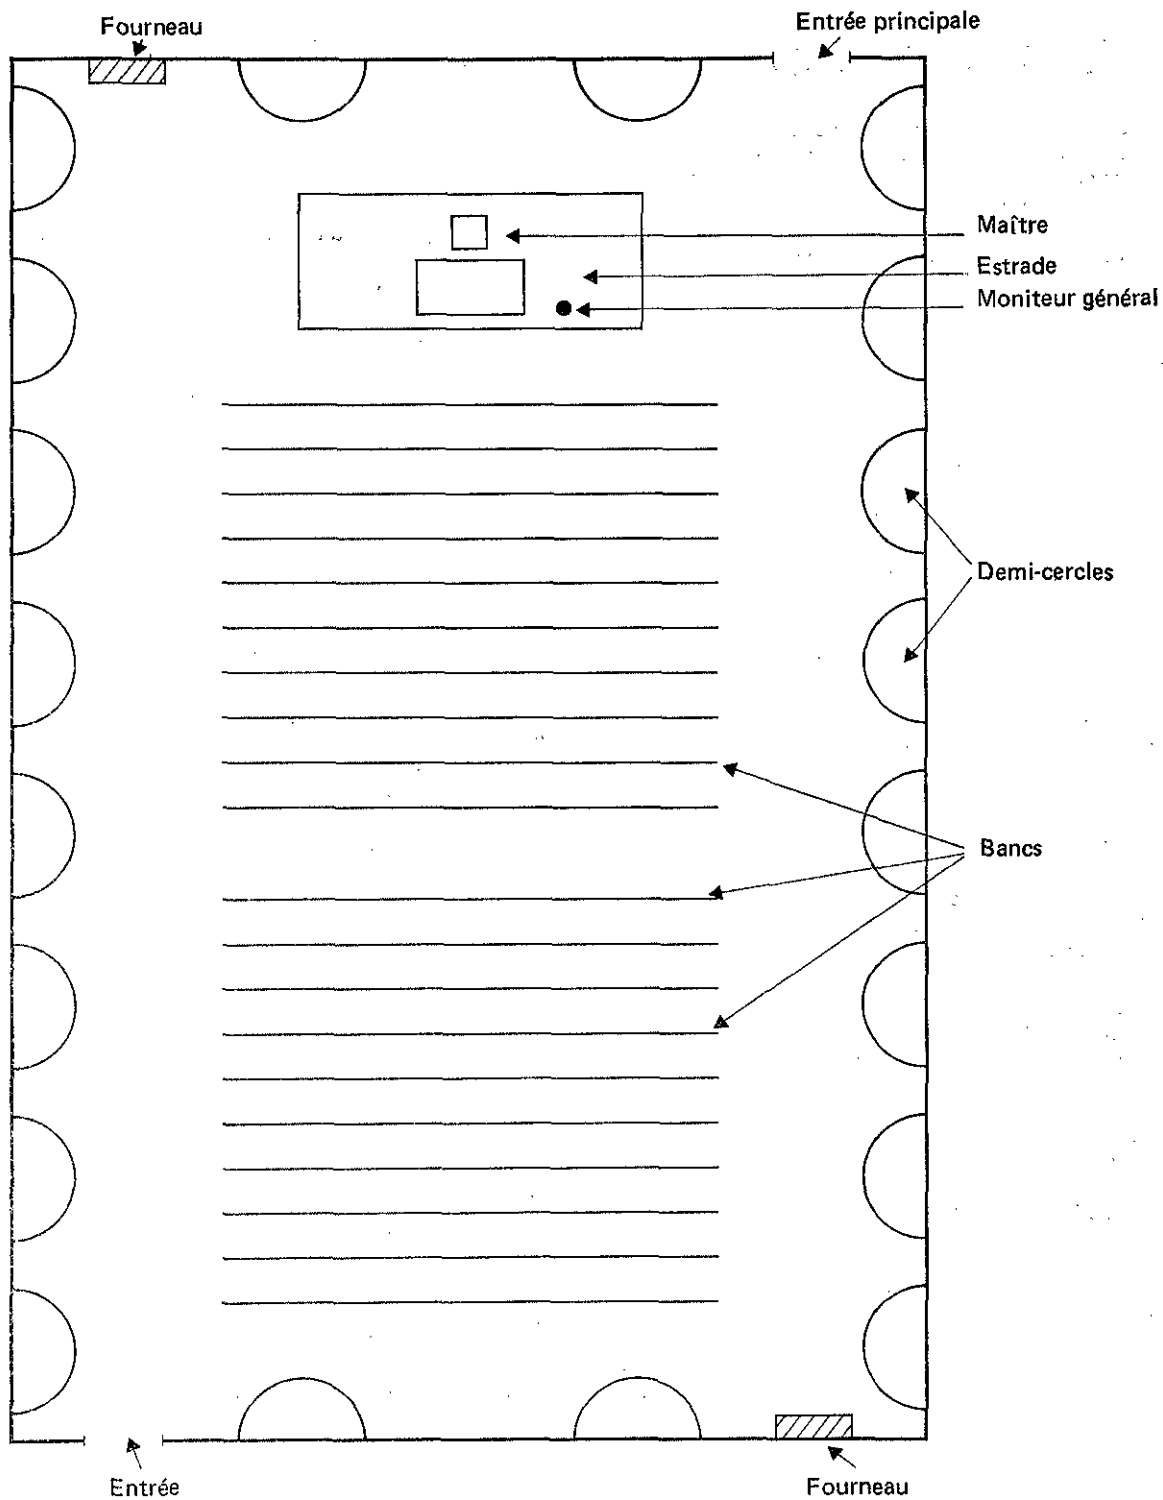 Fourneau
Entrée principale
Maître
Estrade
Moniteur général
Demi-cercles
Bancs
Entrée
Fourneau